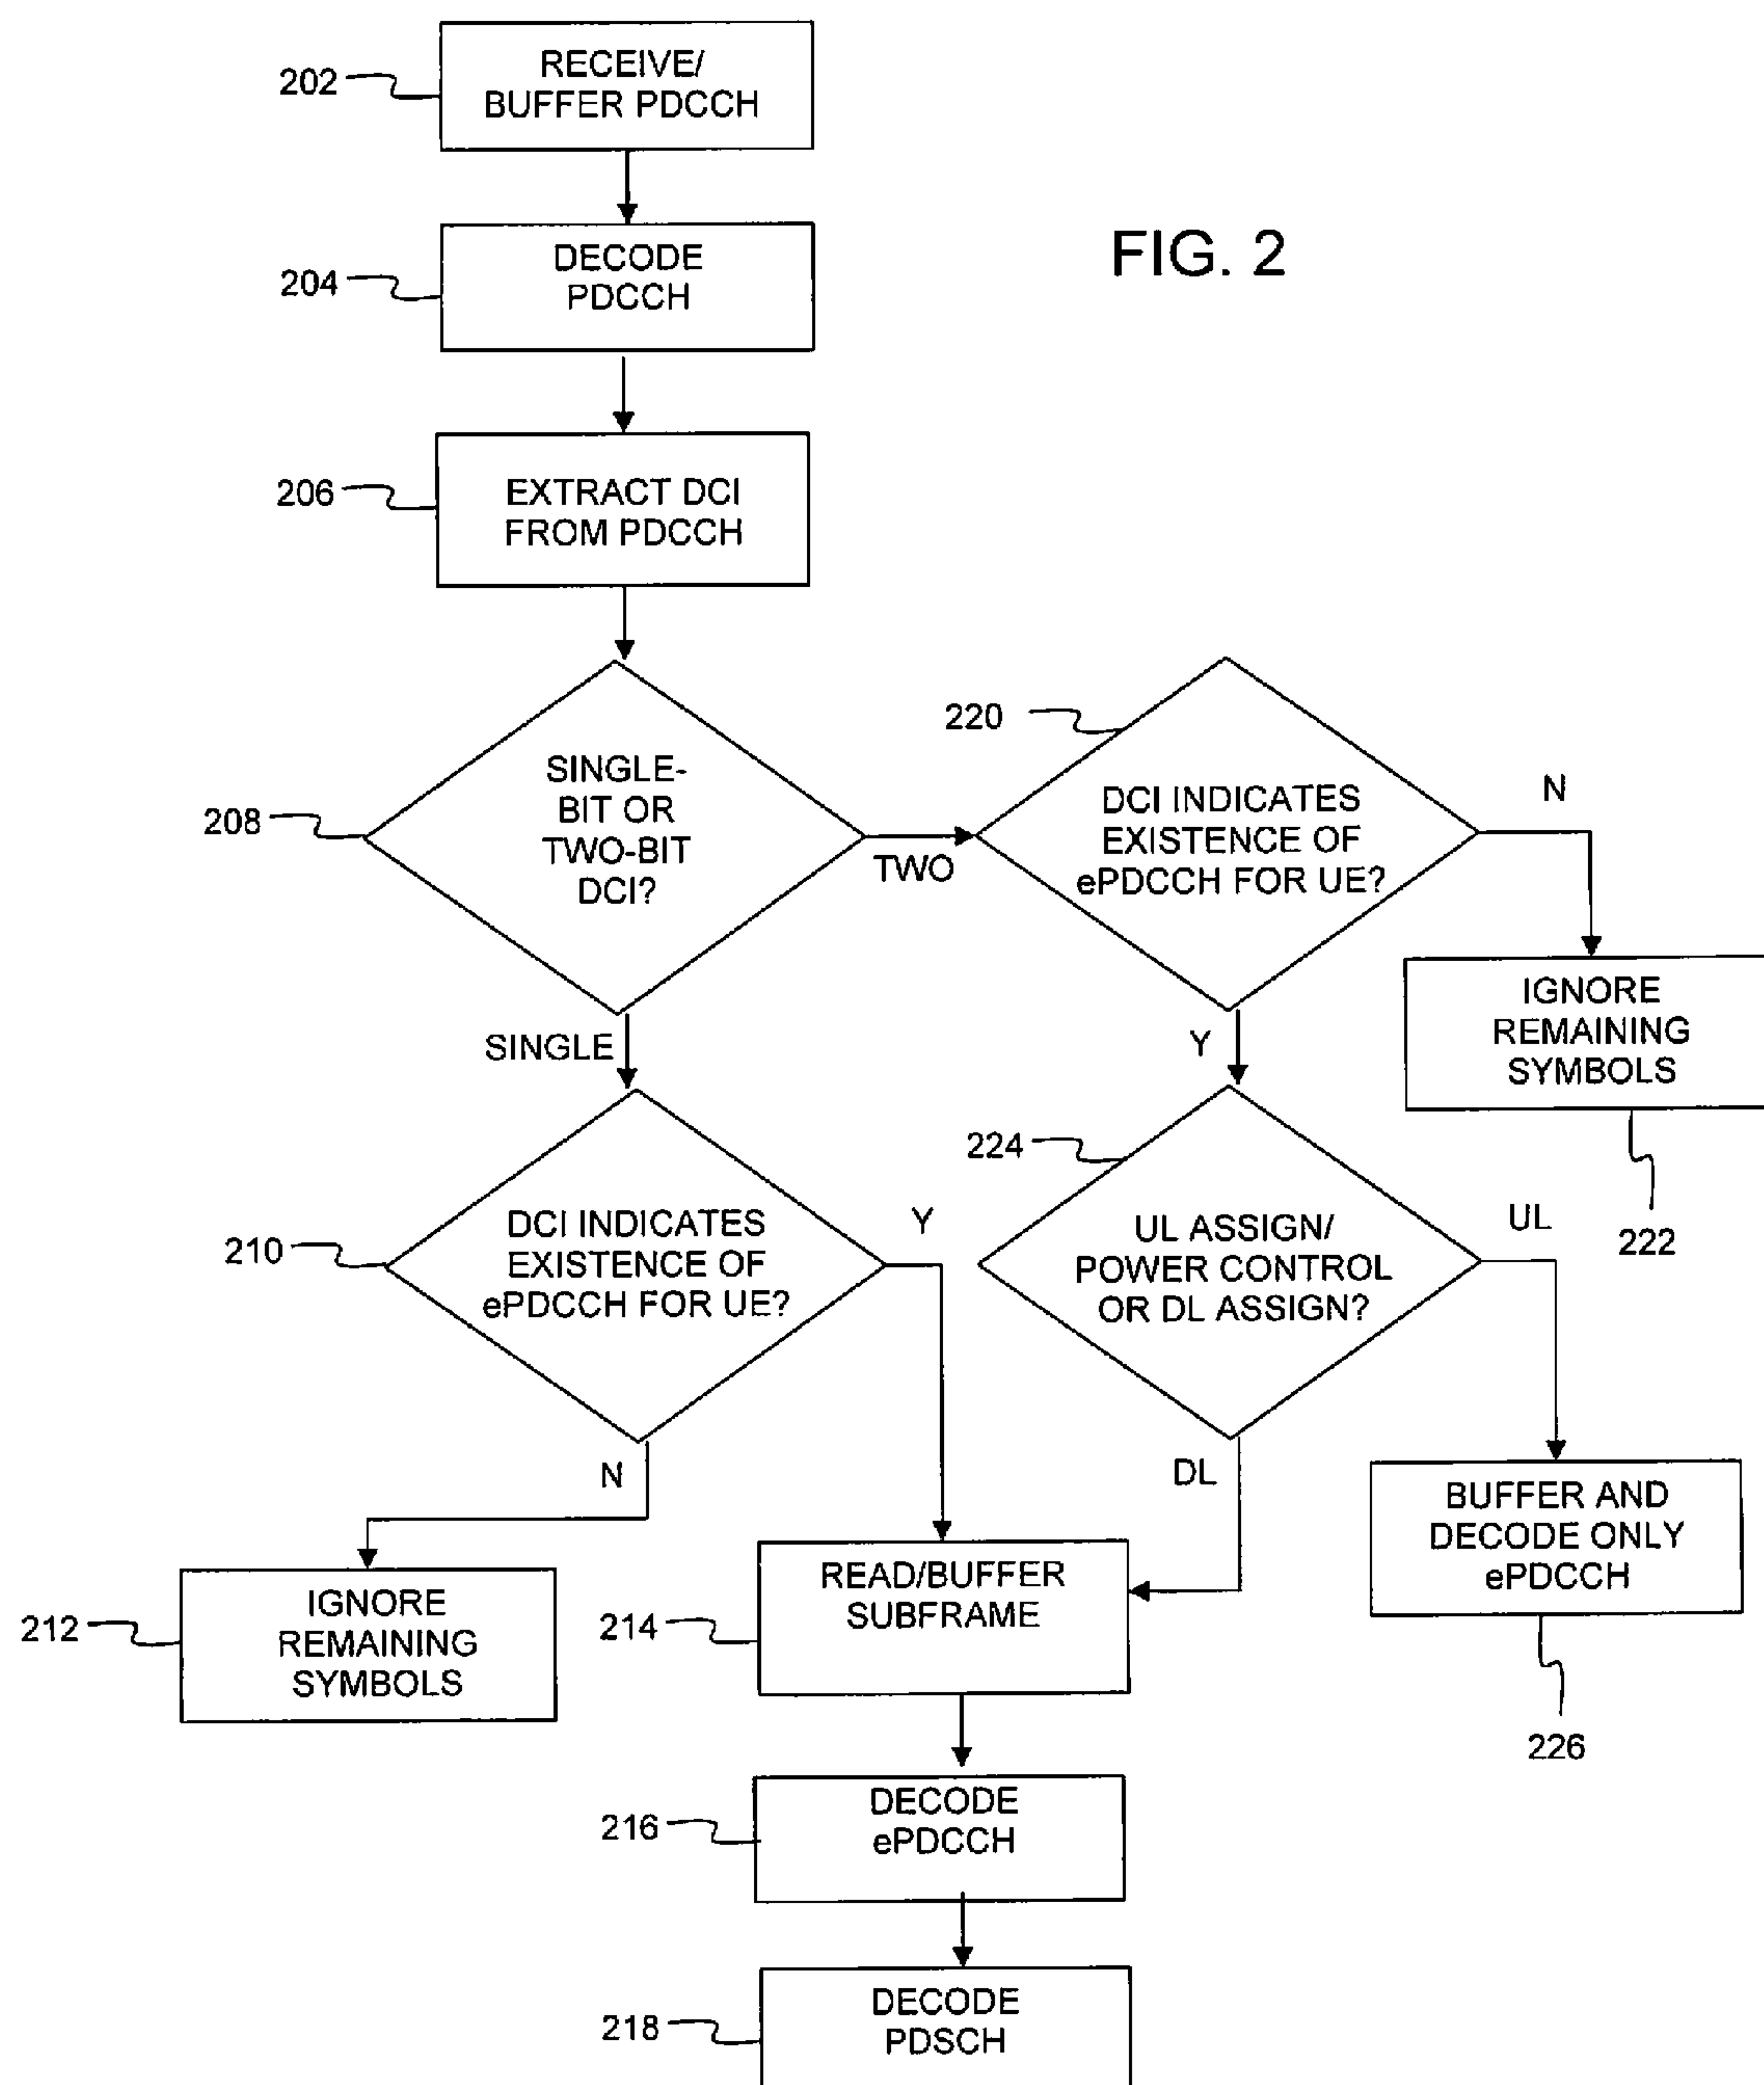 RECEIVE/
BUFFER PDCCH
202
FIG. 2
DECODE
PDCCH
204
EXTRACT DCI
FROM PDCCH
206
SINGLE-
BIT OR
TWO-BIT
DCI?
208
TWO
SINGLE
220
DCI INDICATES
EXISTENCE OF
ePDCCH FOR UE?
N
Y
IGNORE
REMAINING
SYMBOLS
222
210
DCI INDICATES
EXISTENCE OF
ePDCCH FOR UE?
Y
N
224
UL ASSIGN/
POWER CONTROL
OR DL ASSIGN?
UL
DL
212
IGNORE
REMAINING
SYMBOLS
214
READ/BUFFER
SUBFRAME
BUFFER AND
DECODE ONLY
ePDCCH
226
216
DECODE
ePDCCH
218
DECODE
PDSCH